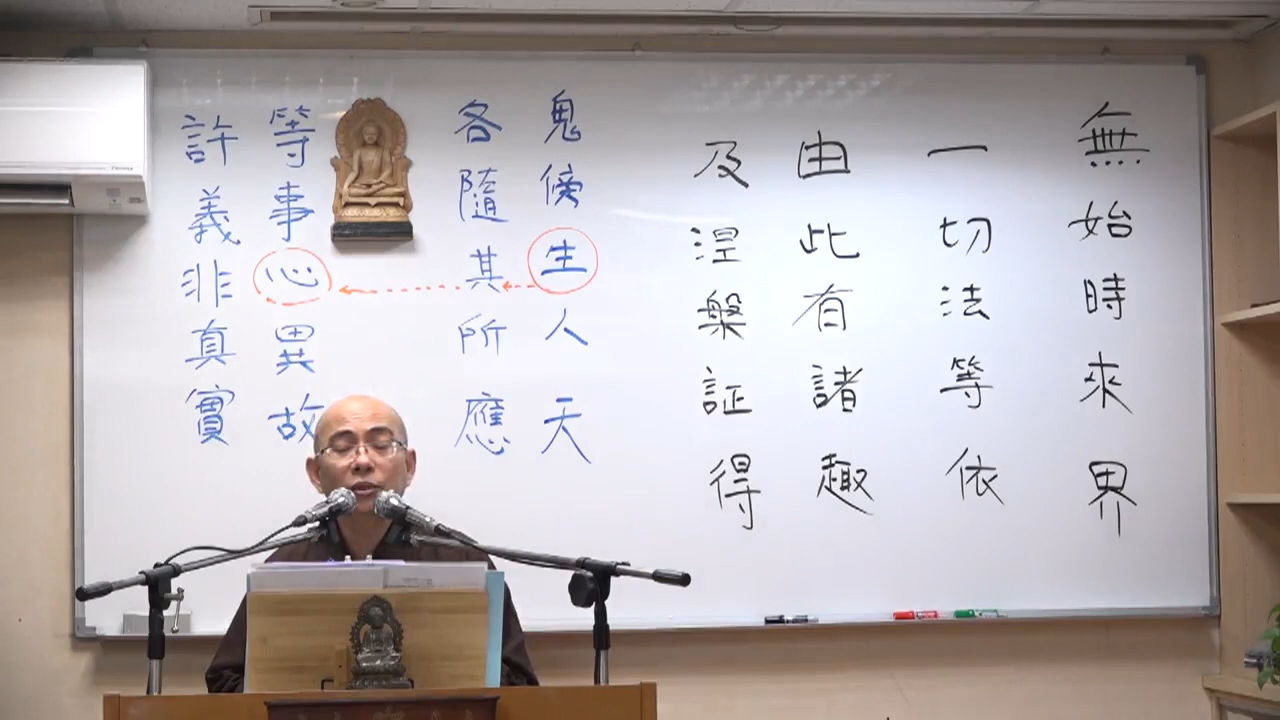 無始時來界
一切法等依
由此有諸趣
及涅槃証得
鬼傍生人天
各隨其所應
等事心異故
許義非真實